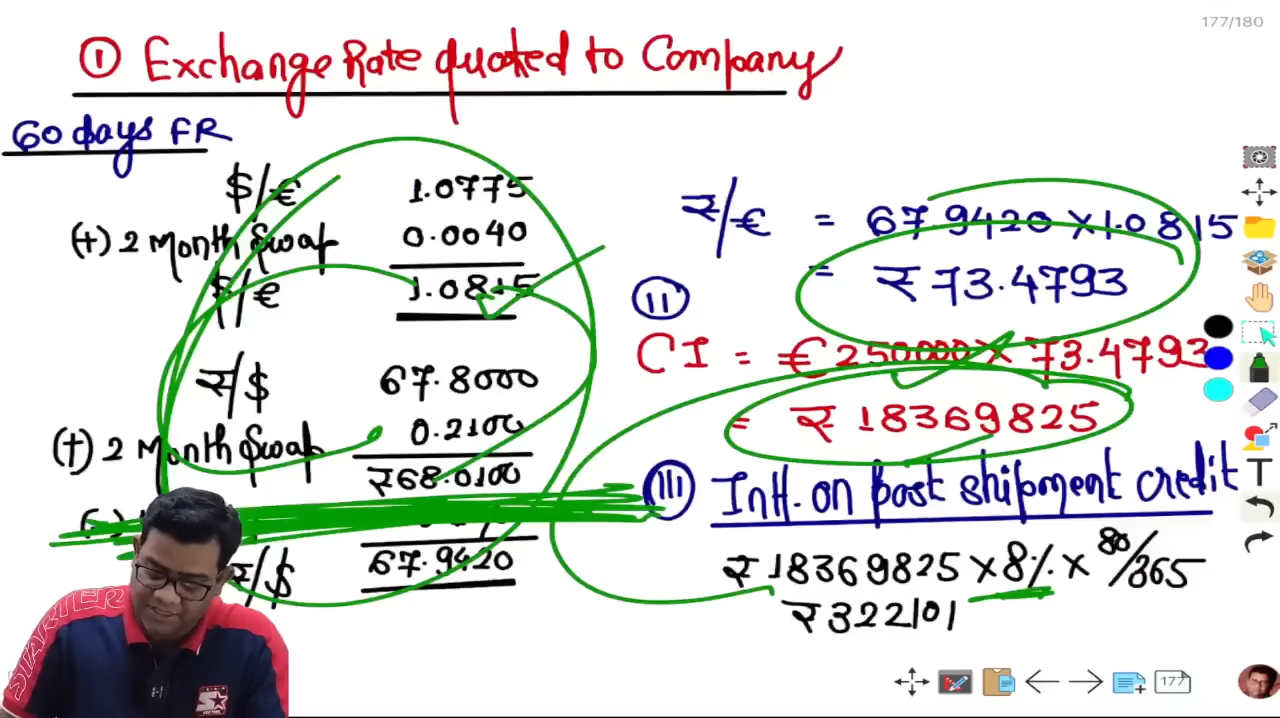 177/180
① Exchange Rate quoted to Company
60 days FR
$/€ 1.0775
(+) 2 Month Swap 0.0040
$/€ 1.0815
₹/$ 67.8000
(+) 2 Month Swap 0.2100
₹68.0100
₹/$ 67.9420
₹/€ = 67.9420 × 1.0815
= ₹73.4793
(II)
CI = €250000 × 73.4793
= ₹18369825
(III) Intt. on post shipment credit
₹18369825 × 8% × 80/365
₹322101
STARTER
T
177